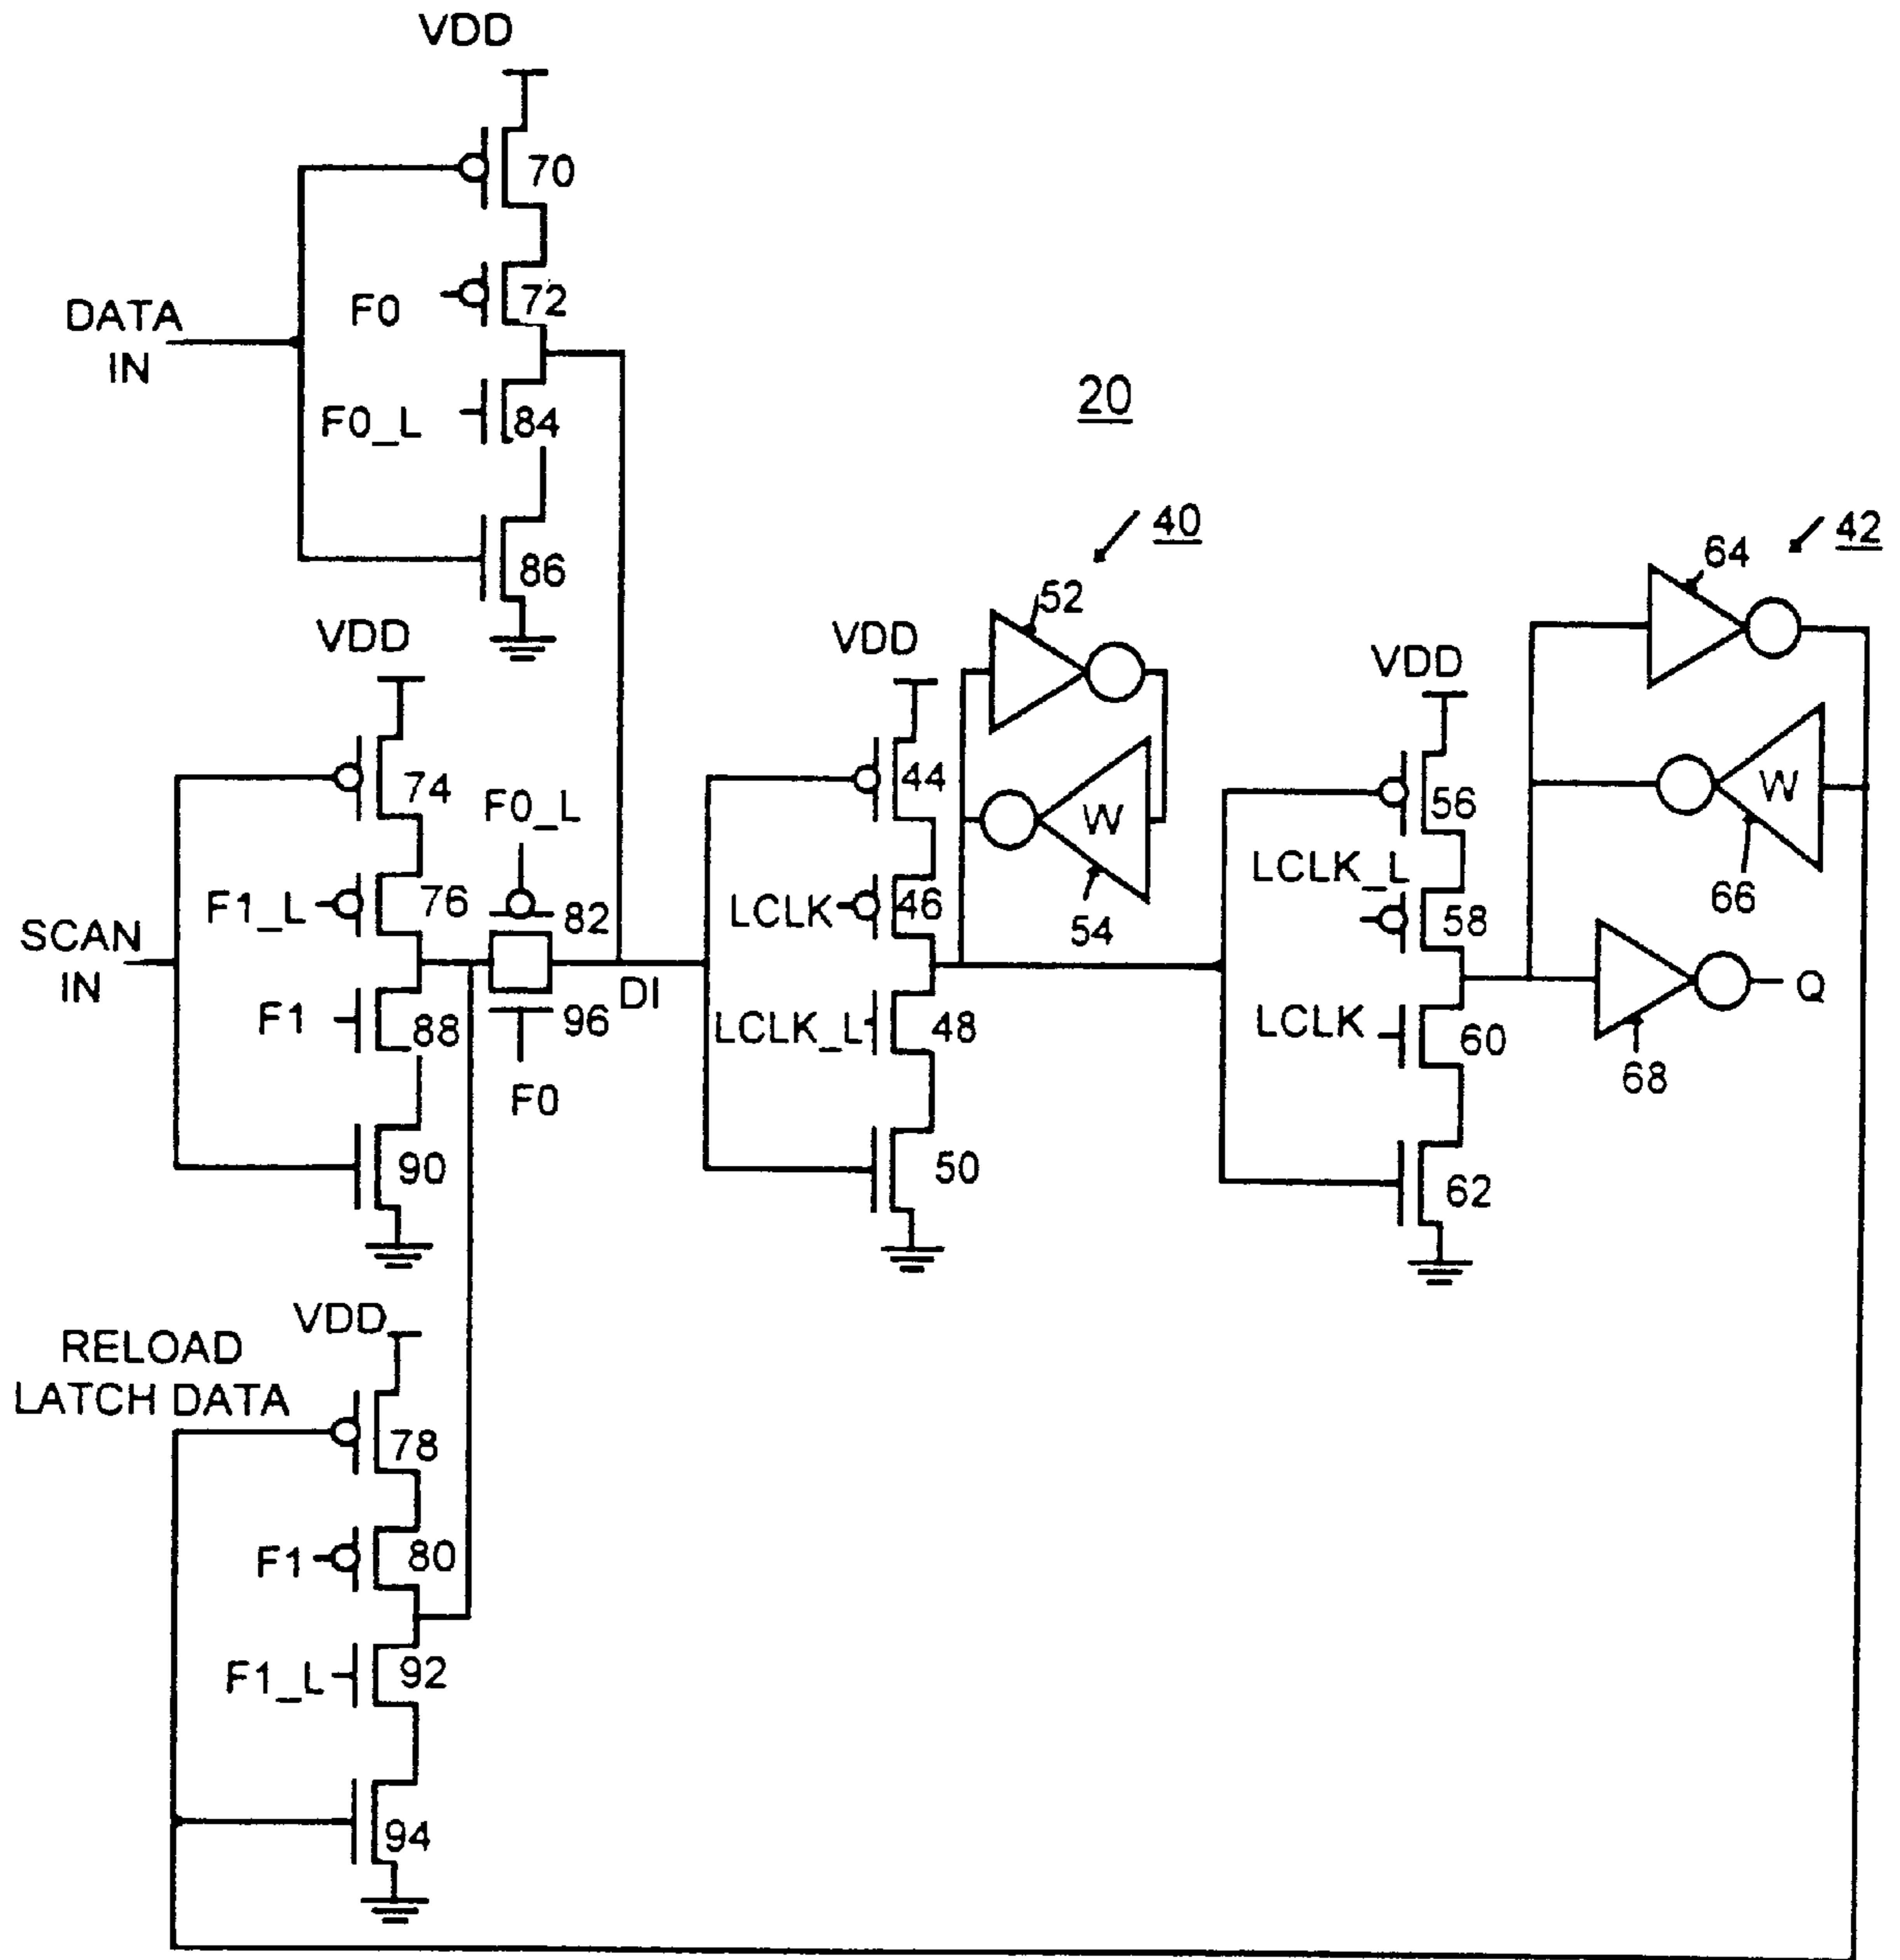 VDD
70
F0
72
DATA
IN
F0_L
84
86
20
40
42
64
52
VDD
VDD
VDD
74
44
56
W
W
F0_L
F1_L
76
82
LCLK
46
54
LCLK_L
58
66
SCAN
IN
DI
Q
F1
88
96
LCLK_L
48
LCLK
60
68
F0
90
50
62
VDD
RELOAD
LATCH DATA
78
F1
80
F1_L
92
94